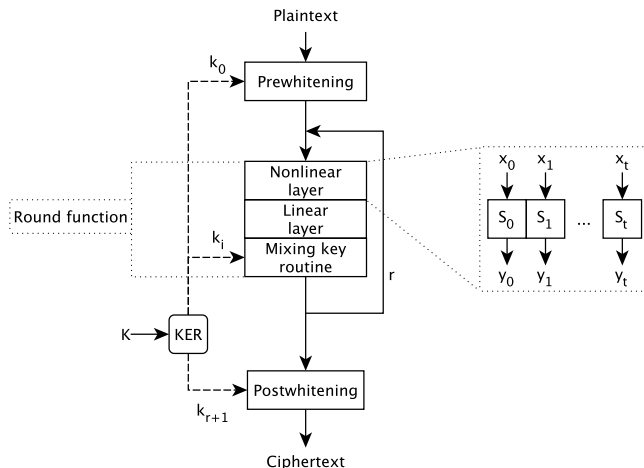 Plaintext
k0
Prewhitening
Nonlinear
layer
Linear
layer
Mixing key
routine
Round function
ki
r
K
KER
Postwhitening
kr+1
Ciphertext
x0 x1 xt
S0 S1 ... St
y0 y1 yt